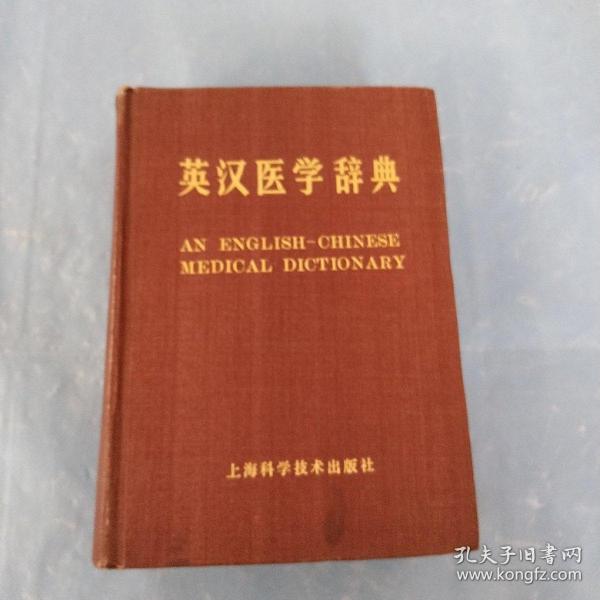 英汉医学辞典
AN ENGLISH-CHINESE
MEDICAL DICTIONARY
上海科学技术出版社
孔夫子旧书网
www.kongfz.com